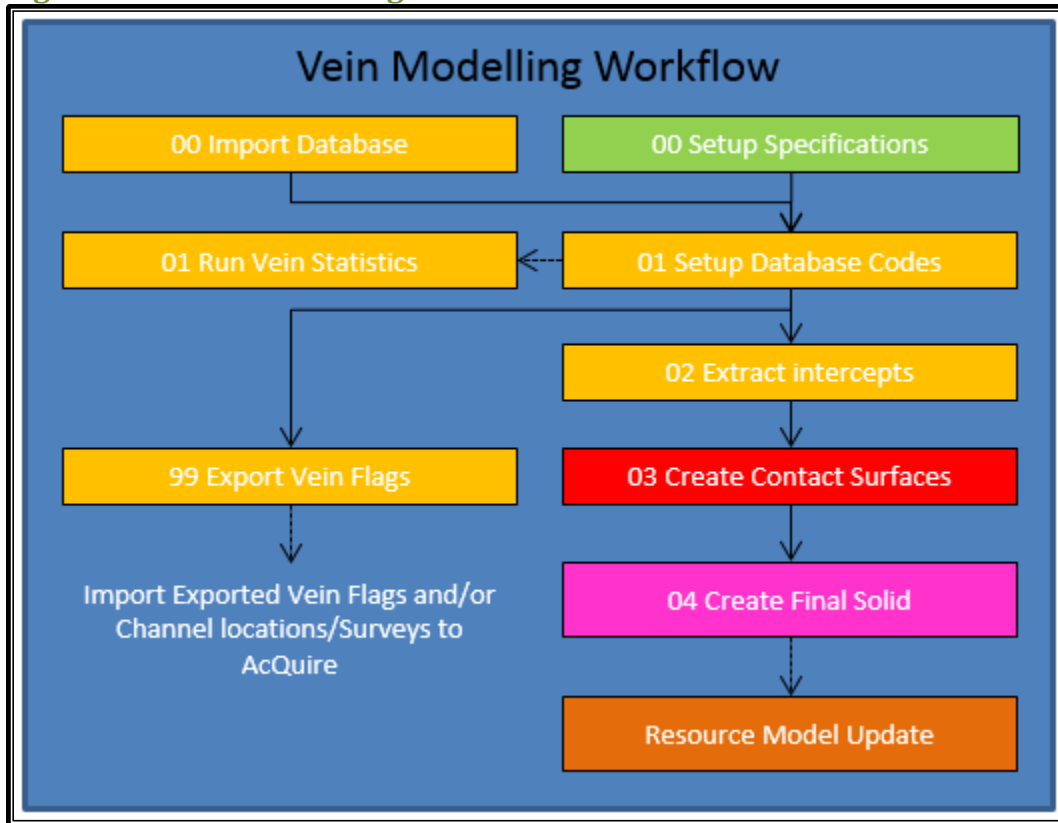 Vein Modelling Workflow
00 Import Database
00 Setup Specifications
01 Run Vein Statistics
01 Setup Database Codes
02 Extract intercepts
99 Export Vein Flags
03 Create Contact Surfaces
Import Exported Vein Flags and/or
Channel locations/Surveys to
AcQuire
04 Create Final Solid
Resource Model Update